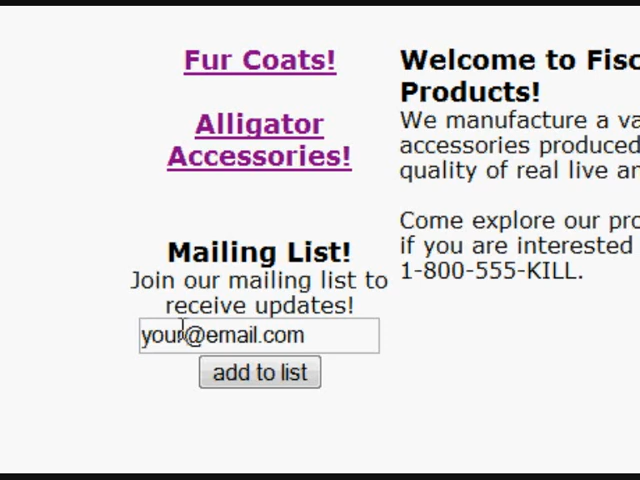 Fur Coats!
Alligator
Accessories!
Mailing List!
Join our mailing list to
receive updates!
your@email.com
add to list
Welcome to
Products!
We manufacture a
accessories produced
quality of real live
Come explore our
if you are interested
1-800-555-KILL.